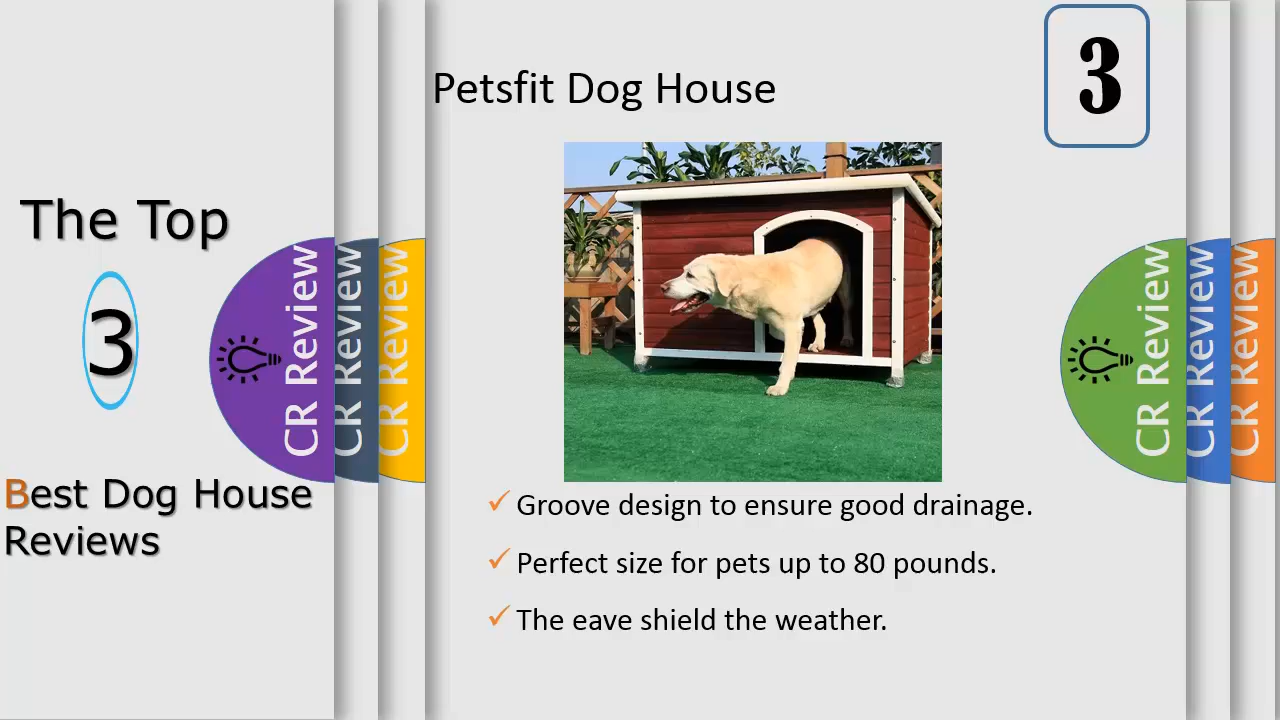 The Top
3
Best Dog House
Reviews
CR Review
CR Review
CR Review
Petsfit Dog House
3
Groove design to ensure good drainage.
Perfect size for pets up to 80 pounds.
The eave shield the weather.
CR Review
CR Review
CR Review